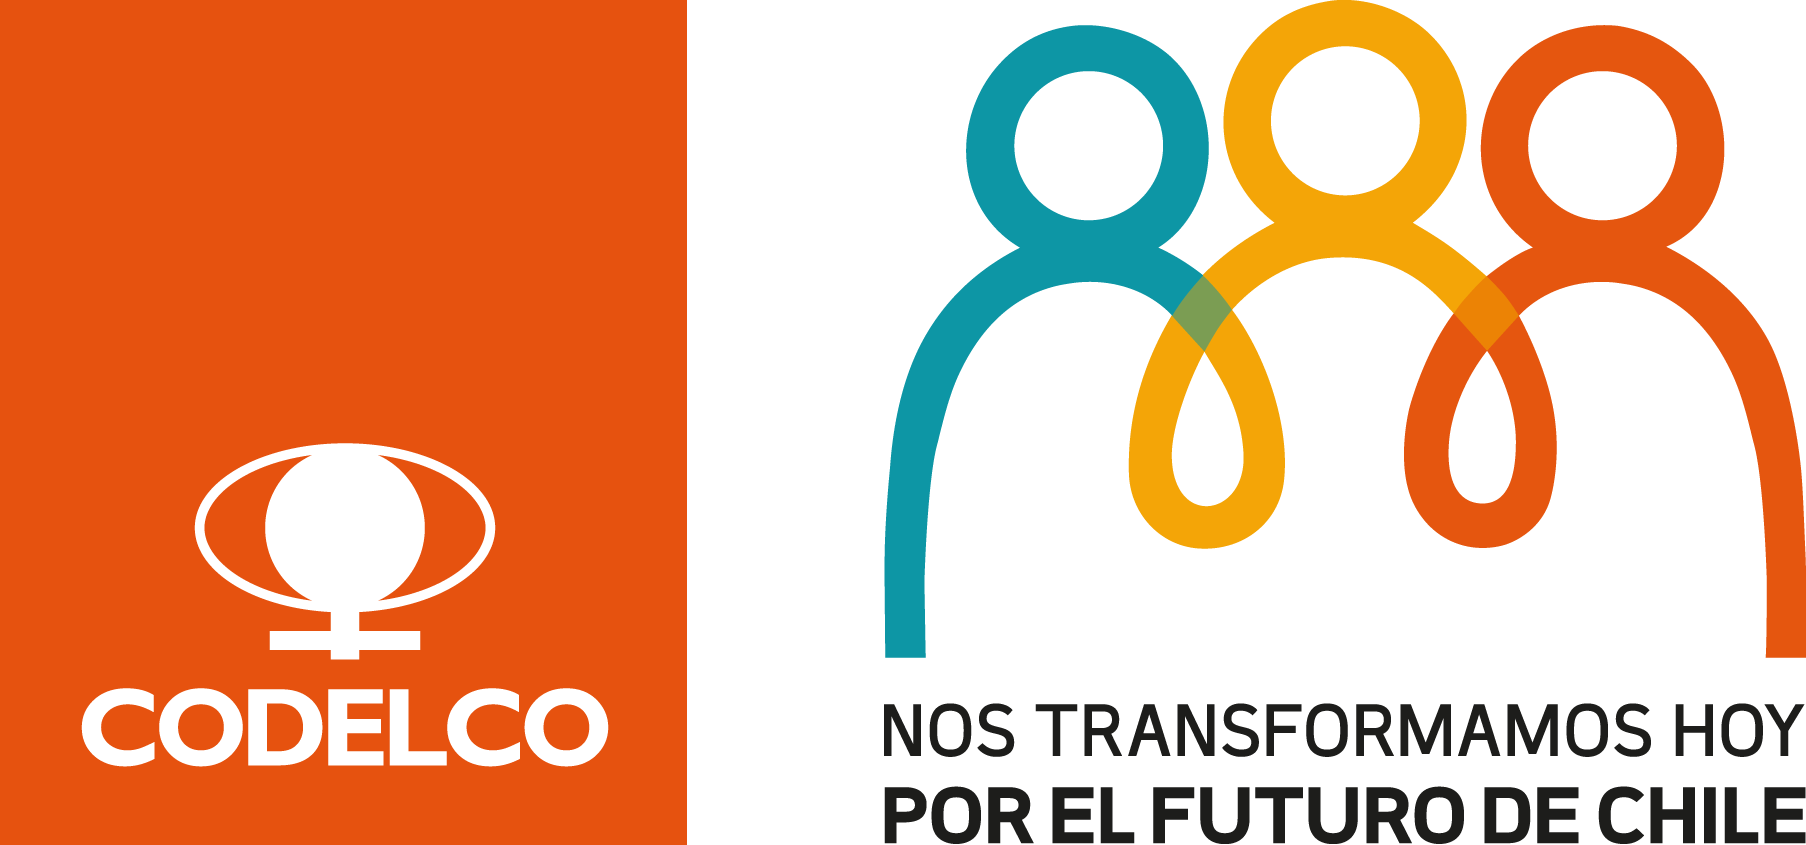 CODELCO
NOS TRANSFORMAMOS HOY
POR EL FUTURO DE CHILE